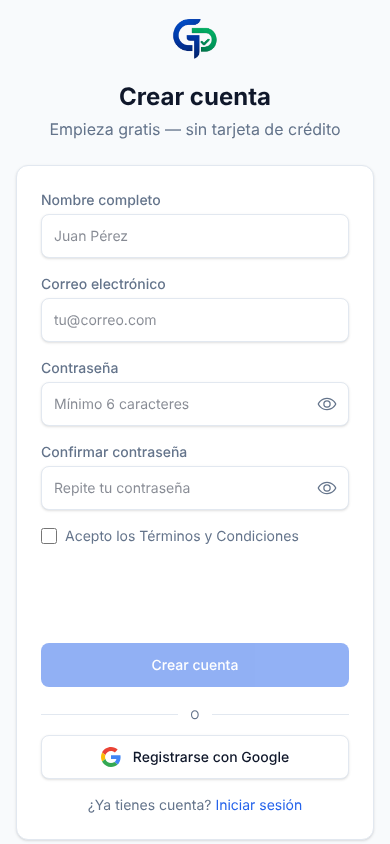 Crear cuenta
Empieza gratis — sin tarjeta de crédito
Nombre completo
Juan Pérez
Correo electrónico
tu@correo.com
Contraseña
Mínimo 6 caracteres
Confirmar contraseña
Repite tu contraseña
Acepto los Términos y Condiciones
Crear cuenta
O
Registrarse con Google
¿Ya tienes cuenta? Iniciar sesión